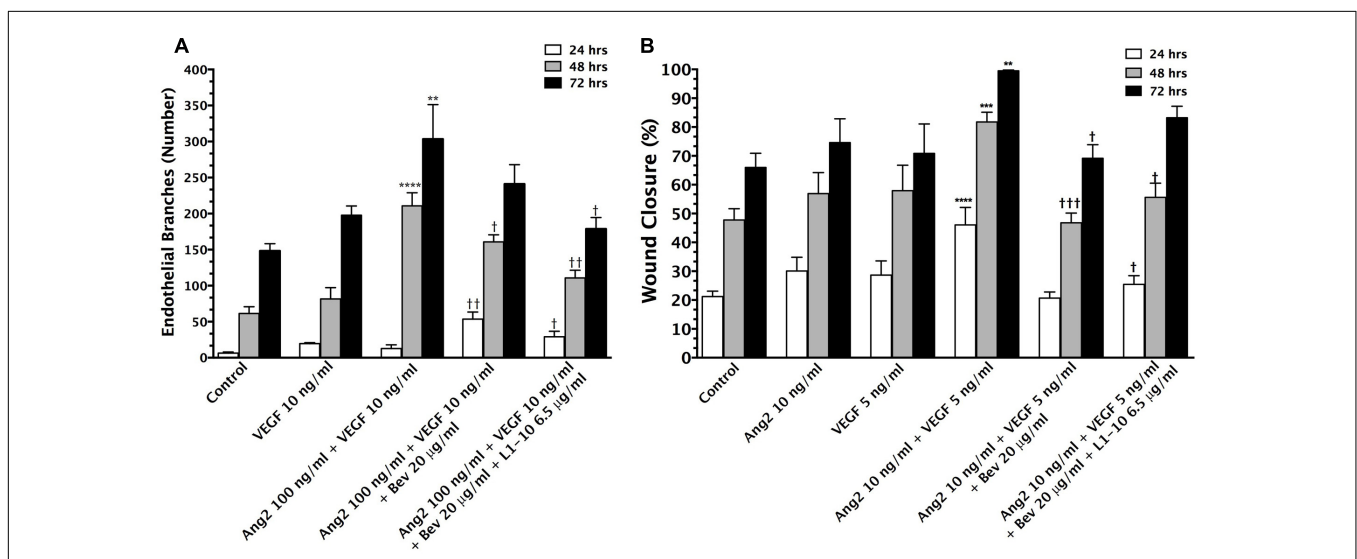 A
24 hrs
48 hrs
72 hrs
Endothelial Branches (Number)
400
350
300
250
200
150
100
50
0
**
****
†
††
†
††
†
Control
VEGF 10 ng/ml
Ang2 100 ng/ml + VEGF 10 ng/ml
Ang2 100 ng/ml + VEGF 10 ng/ml
+ Bev 20 μg/ml
Ang2 100 ng/ml + VEGF 10 ng/ml
+ Bev 20 μg/ml + L1-10 6.5 μg/ml
B
24 hrs
48 hrs
72 hrs
Wound Closure (%)
100
90
80
70
60
50
40
30
20
10
0
**
***
****
†
†††
†
†
Control
Ang2 10 ng/ml
VEGF 5 ng/ml
Ang2 10 ng/ml + VEGF 5 ng/ml
Ang2 10 ng/ml + VEGF 5 ng/ml
+ Bev 20 μg/ml
Ang2 10 ng/ml + VEGF 5 ng/ml
+ Bev 20 μg/ml + L1-10 6.5 μg/ml